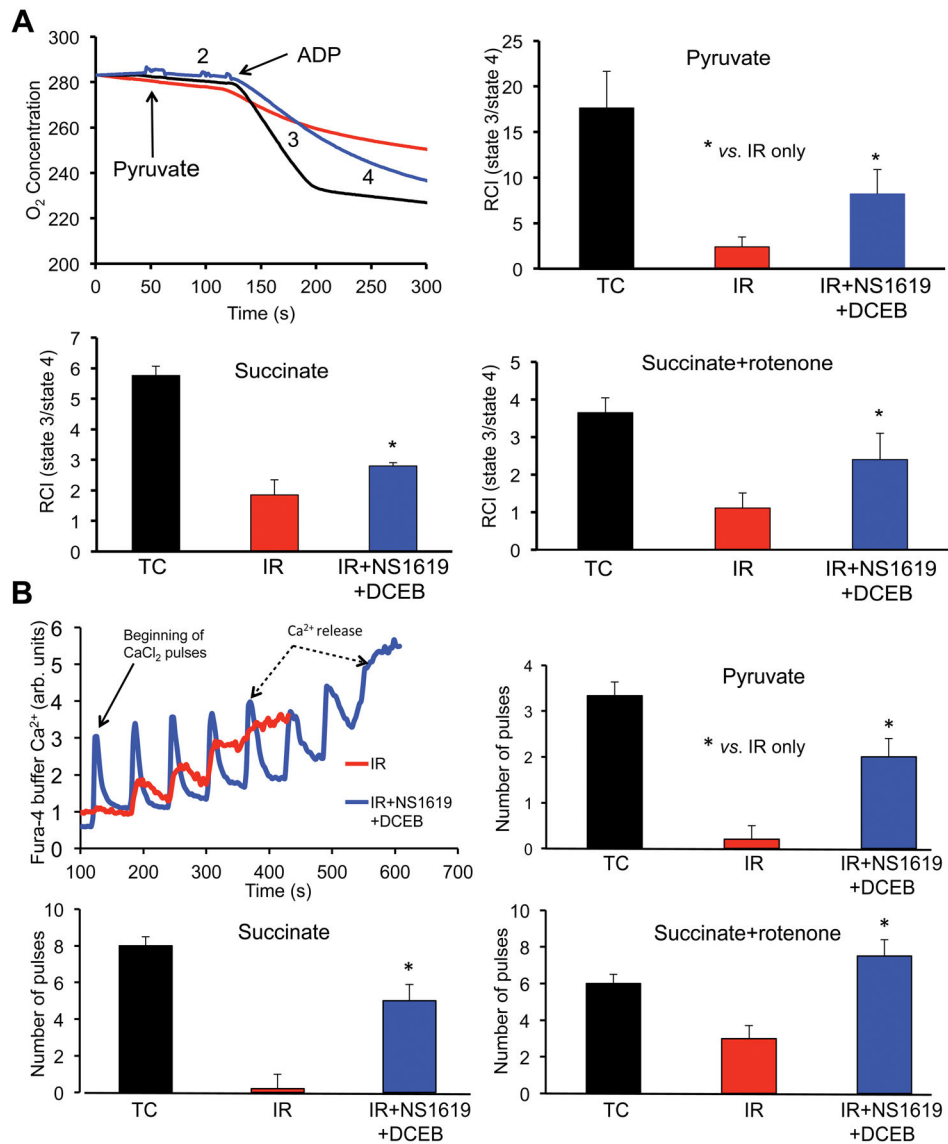 A
300
280
260
240
220
200
O₂ Concentration
2
ADP
Pyruvate
3
4
0
50
100
150
200
250
300
Time (s)
25
20
15
10
5
0
RCI (state 3/state 4)
Pyruvate
* vs. IR only
*
TC
IR
IR+NS1619
+DCEB
7
6
5
4
3
2
1
0
RCI (state 3/state 4)
Succinate
*
TC
IR
IR+NS1619
+DCEB
5
4
3
2
1
0
RCI (state 3/state 4)
Succinate+rotenone
*
TC
IR
IR+NS1619
+DCEB
B
6
5
4
3
2
1
0
Fura-4 buffer Ca²⁺ (arb. units)
Beginning of
CaCl₂ pulses
Ca²⁺ release
IR
IR+NS1619
+DCEB
100
200
300
400
500
600
700
Time (s)
4
3
2
1
0
Number of pulses
Pyruvate
* vs. IR only
*
TC
IR
IR+NS1619
+DCEB
10
8
6
4
2
0
Number of pulses
Succinate
*
TC
IR
IR+NS1619
+DCEB
10
8
6
4
2
0
Number of pulses
Succinate+rotenone
*
TC
IR
IR+NS1619
+DCEB